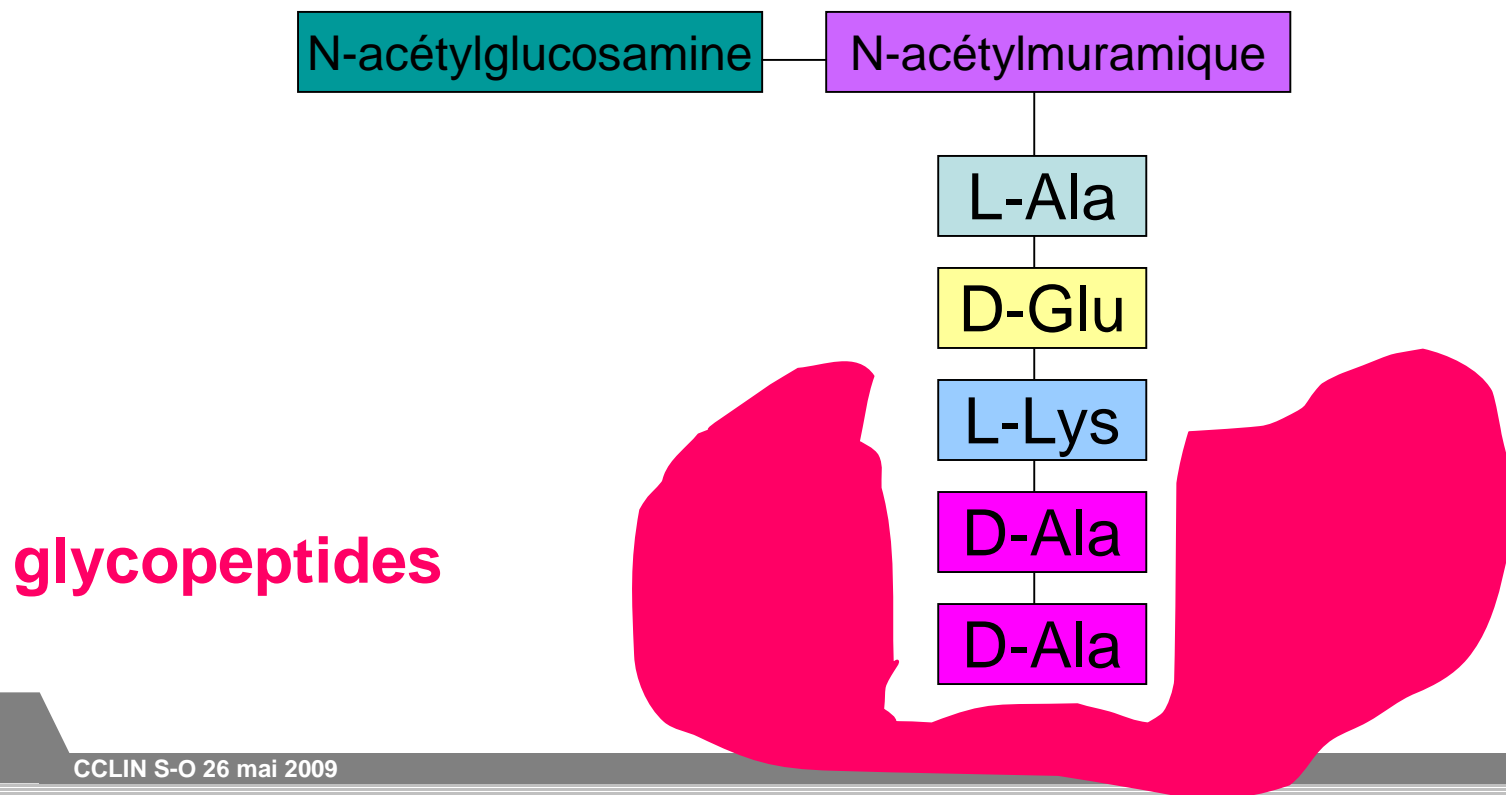 N-acétylglucosamine N-acétylmuramique
L-Ala
D-Glu
L-Lys
D-Ala
glycopeptides
D-Ala
CCLIN S-O 26 mai 2009